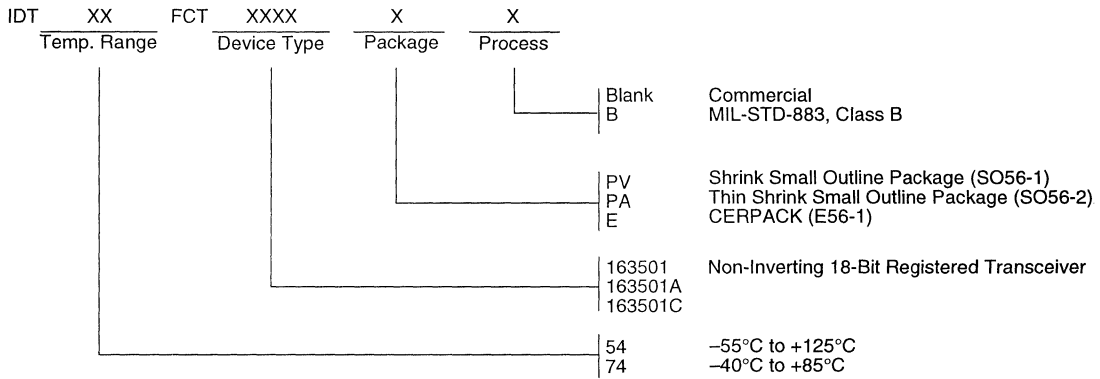 IDT XX FCT XXXX X X
Temp. Range Device Type Package Process
Blank Commercial
B MIL-STD-883, Class B
PV Shrink Small Outline Package (SO56-1)
PA Thin Shrink Small Outline Package (SO56-2)
E CERPACK (E56-1)
163501 Non-Inverting 18-Bit Registered Transceiver
163501A
163501C
54 –55°C to +125°C
74 –40°C to +85°C